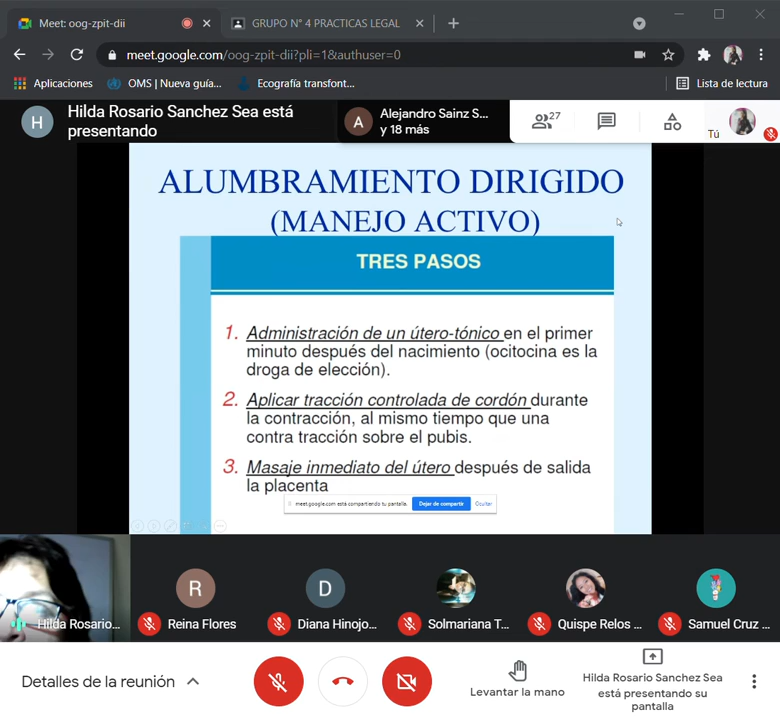 Meet: oog-zpit-dii
GRUPO N° 4 PRACTICAS LEGAL
meet.google.com/oog-zpit-dii?pli=1&authuser=0
Aplicaciones
OMS | Nueva guía...
Ecografía transfont...
Lista de lectura
H
Hilda Rosario Sanchez Sea está
presentando
A
Alejandro Sainz S...
y 18 más
27
Tú
ALUMBRAMIENTO DIRIGIDO
(MANEJO ACTIVO)
TRES PASOS
1. Administración de un útero-tónico en el primer
minuto después del nacimiento (ocitocina es la
droga de elección).
2. Aplicar tracción controlada de cordón durante
la contracción, al mismo tiempo que una
contra tracción sobre el pubis.
3. Masaje inmediato del útero después de salida
la placenta
meet.google.com está compartiendo tu pantalla.
Dejar de compartir
Ocultar
R
D
Hilda Rosario...
Reina Flores
Diana Hinojo...
Solmariana T...
Quispe Relos ...
Samuel Cruz ...
Detalles de la reunión
Levantar la mano
Hilda Rosario Sanchez Sea
está presentando su
pantalla